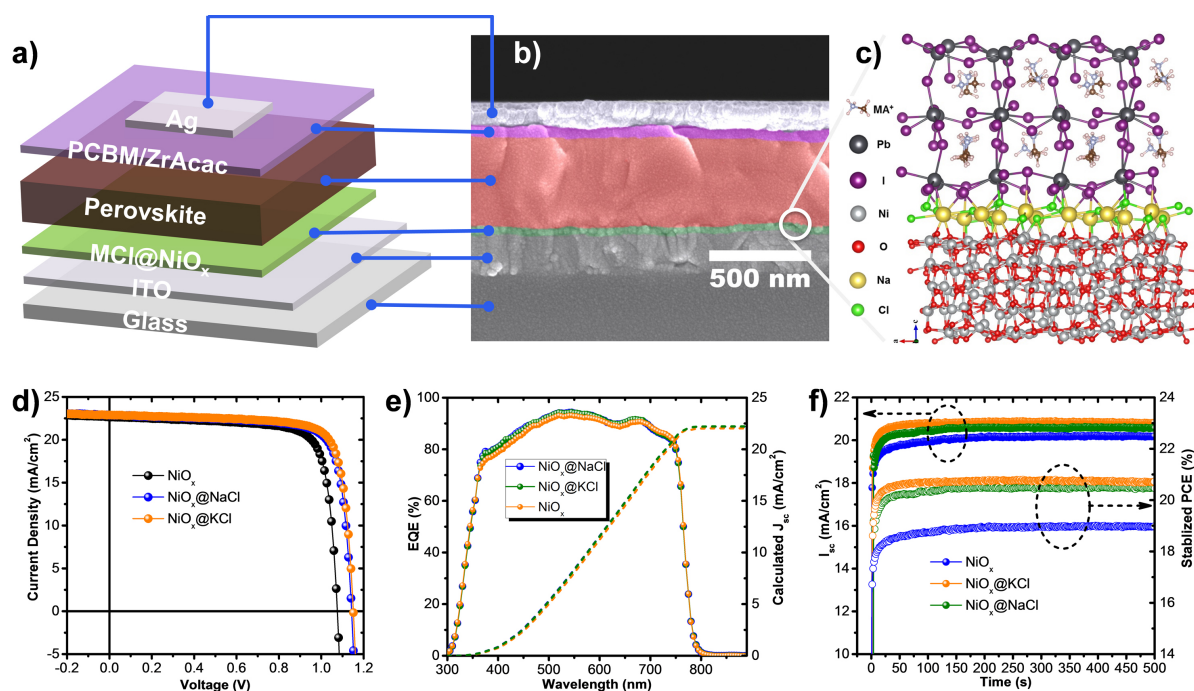 a)
Ag
PCBM/ZrAcac
Perovskite
MCl@NiOx
ITO
Glass
b)
500 nm
c)
MA+
Pb
I
Ni
O
Na
Cl
c
a
d)
Current Density (mA/cm2)
25
20
15
10
5
0
-5
NiOx
NiOx@NaCl
NiOx@KCl
-0.2 0.0 0.2 0.4 0.6 0.8 1.0 1.2
Voltage (V)
e)
EQE (%)
100
80
60
40
20
0
NiOx@NaCl
NiOx@KCl
NiOx
25
20
15
10
5
0
Calculated Jsc (mA/cm2)
300 400 500 600 700 800
Wavelength (nm)
f)
Isc (mA/cm2)
22
20
18
16
14
12
10
NiOx
NiOx@KCl
NiOx@NaCl
24
22
20
18
16
14
Stablized PCE (%)
0 50 100 150 200 250 300 350 400 450 500
Time (s)